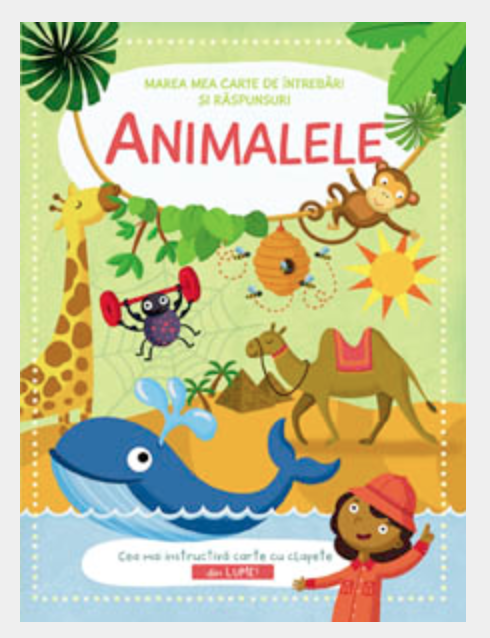 MAREA MEA CARTE DE ÎNTREBĂRI
ȘI RĂSPUNSURI
ANIMALELE
Cea mai instructivă carte cu clapete
din LUME!